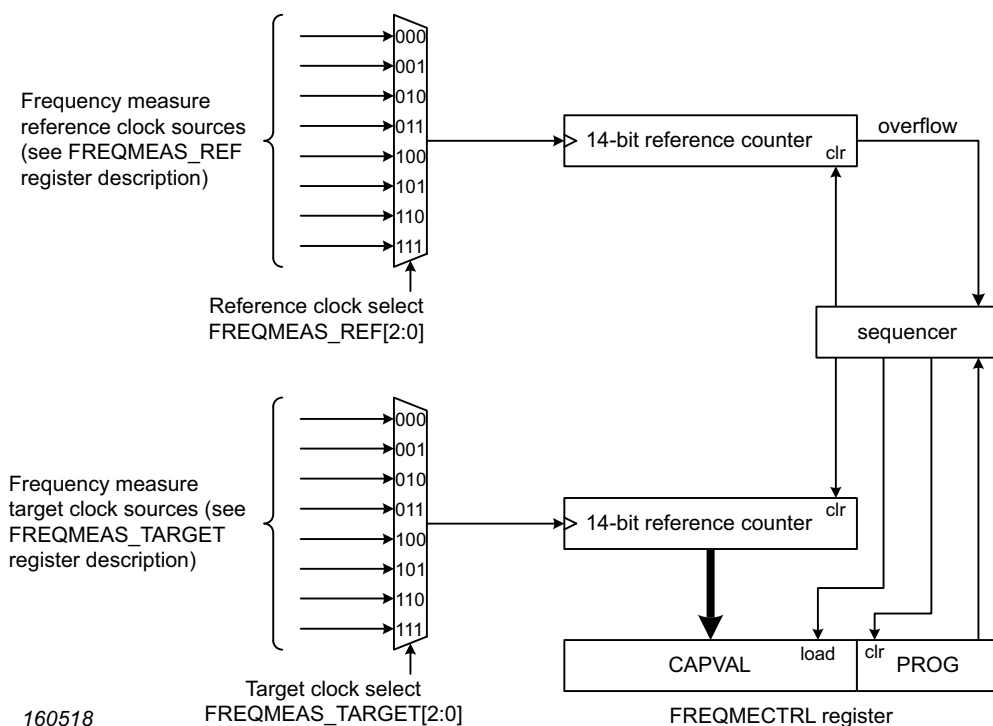 Frequency measure
reference clock sources
(see FREQMEAS_REF
register description)
000
001
010
011
100
101
110
111
Reference clock select
FREQMEAS_REF[2:0]
14-bit reference counter
clr
overflow
sequencer
Frequency measure
target clock sources (see
FREQMEAS_TARGET
register description)
000
001
010
011
100
101
110
111
Target clock select
FREQMEAS_TARGET[2:0]
14-bit reference counter
clr
CAPVAL
load
clr
PROG
FREQMECTRL register
160518